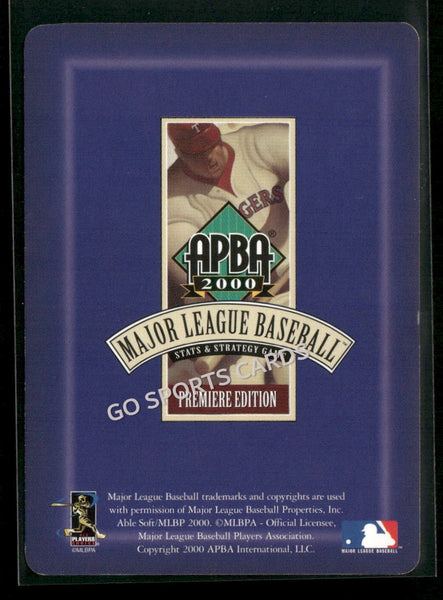 T
GERS
APBA®
2000
MAJOR LEAGUE BASEBALL™
STATS & STRATEGY GAME
GO SPORTS CARDS
PREMIERE EDITION
Major League Baseball trademarks and copyrights are used
with permission of Major League Baseball Properties, Inc.
Able Soft/MLBP 2000. ©MLBPA - Official Licensee,
Major League Baseball Players Association.
Copyright 2000 APBA International, LLC.
PLAYERS
CHOICE
©MLBPA
MAJOR LEAGUE BASEBALL